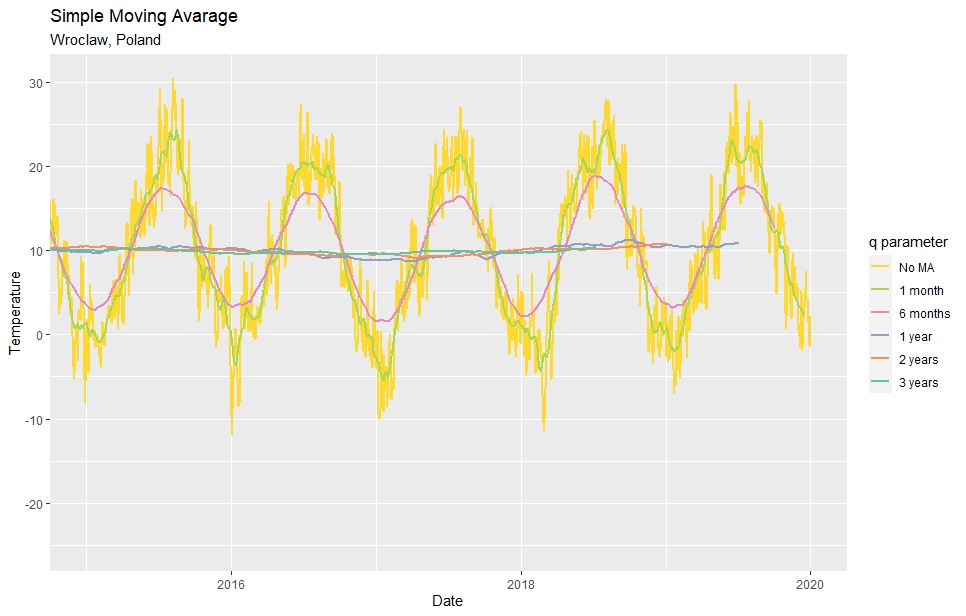 Simple Moving Avarage
Wroclaw, Poland
30
20
10
0
-10
-20
Temperature
2016
2018
2020
Date
q parameter
No MA
1 month
6 months
1 year
2 years
3 years